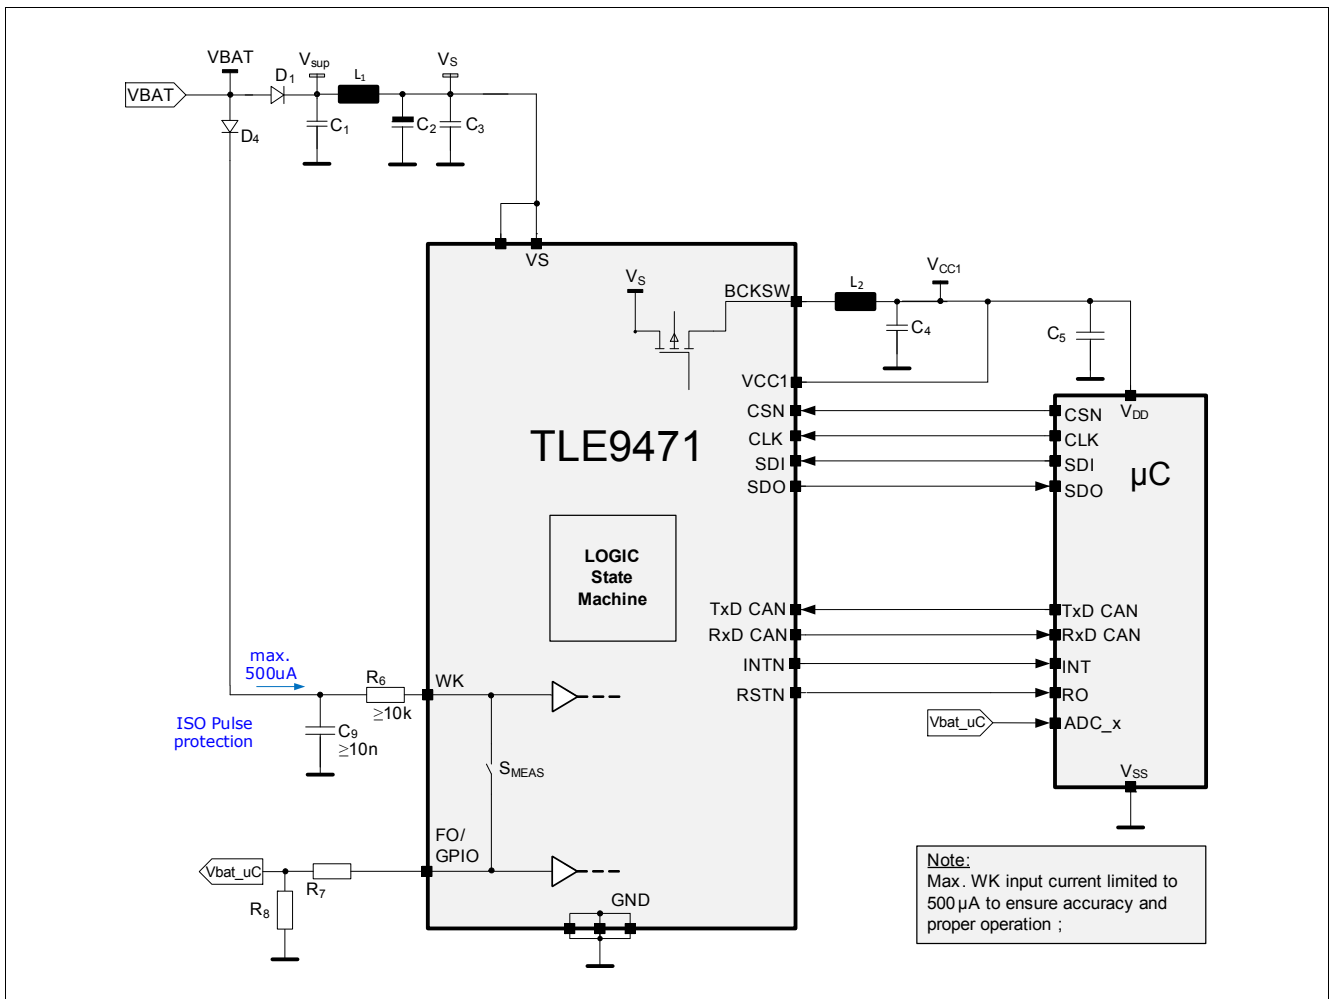 VBAT
VBAT
D1
Vsup
L1
VS
D4
C1
C2
C3
VS
VS
BCKSW
L2
VCC1
C4
C5
VCC1
CSN
CLK
SDI
SDO
TLE9471
CSN
VDD
CLK
SDI
SDO
µC
LOGIC
State
Machine
TxD CAN
RxD CAN
INTN
RSTN
TxD CAN
RxD CAN
INT
RO
Vbat_uC
ADC_x
VSS
max.
500uA
R6
≥10k
WK
ISO Pulse
protection
C9
≥10n
SMEAS
FO/
GPIO
Vbat_uC
R7
R8
GND
Note:
Max. WK input current limited to
500 µA to ensure accuracy and
proper operation ;